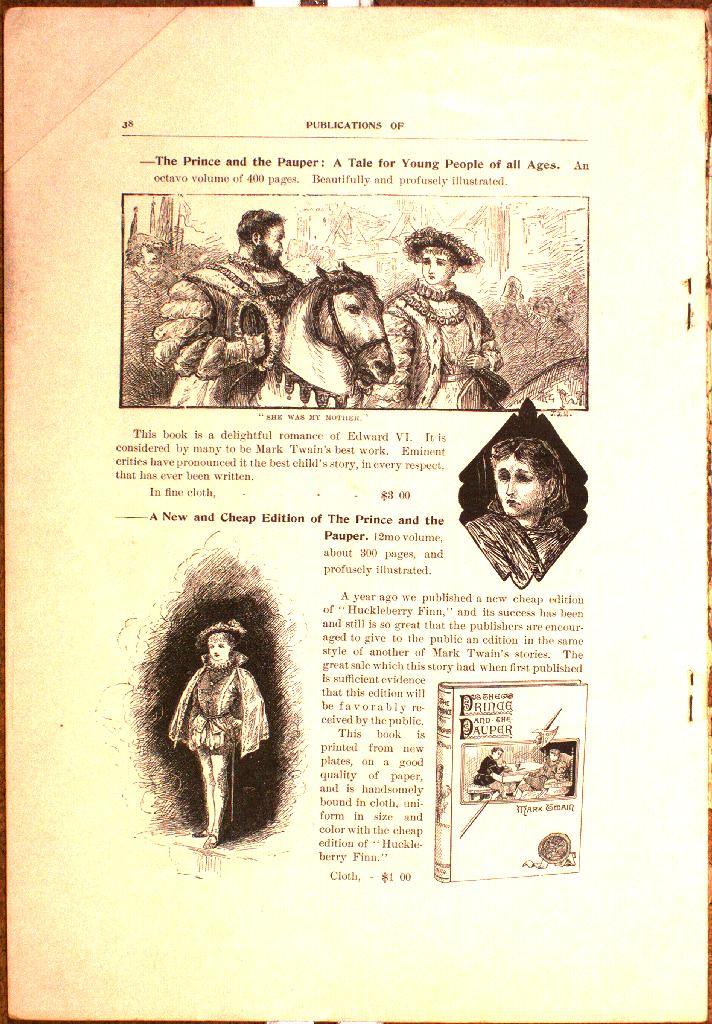 38
PUBLICATIONS OF
—The Prince and the Pauper: A Tale for Young People of all Ages. An
octavo volume of 400 pages. Beautifully and profusely illustrated.
"SHE WAS MY MOTHER."
This book is a delightful romance of Edward VI. It is
considered by many to be Mark Twain's best work. Eminent
critics have pronounced it the best child's story, in every respect,
that has ever been written.
In fine cloth, - - - $3 00
—A New and Cheap Edition of The Prince and the
Pauper. 12mo volume,
about 300 pages, and
profusely illustrated.
A year ago we published a new cheap edition
of "Huckleberry Finn," and its success has been
and still is so great that the publishers are encour-
aged to give to the public an edition in the same
style of another of Mark Twain's stories. The
great sale which this story had when first published
is sufficient evidence
that this edition will
be favorably re-
ceived by the public.
This book is
printed from new
plates, on a good
quality of paper,
and is handsomely
bound in cloth, uni-
form in size and
color with the cheap
edition of "Huckle-
berry Finn."
Cloth, - $1 00
THE
PRINCE
AND THE
PAUPER
MARK TWAIN